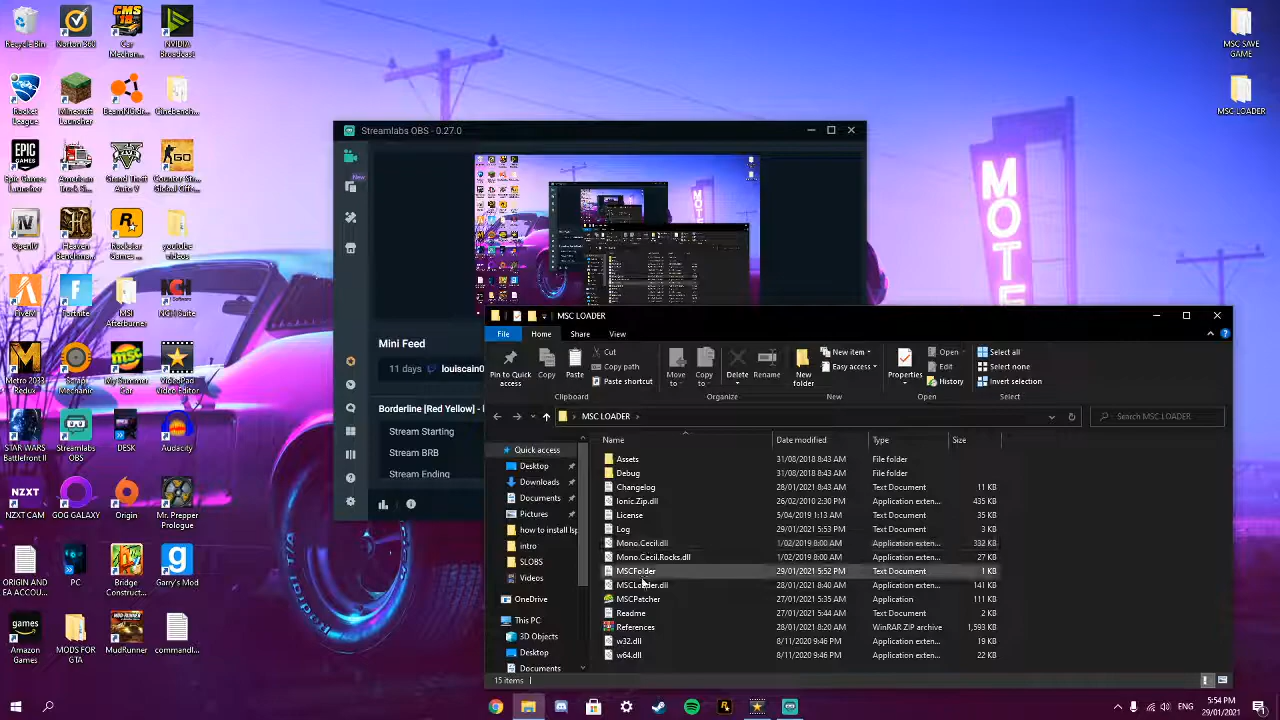 Recycle Bin
Norton 360
Car Mechan...
NVIDIA Broadcast
Rocket League
Minecraft Launcher
BeamNG.dr...
Cinebench...
Epic Games Launcher
American Truck Si...
Grand Theft Auto V
Counter-Str... Global Offe...
OpenIV
Heaven Benchma...
Rockstar Games ...
youtube videos
FiveM
Fortnite
MSI Afterburner
NCH Suite
Metro 2033 Redux
Scrap Mechanic
My Summer Car
VideoPad Video Editor
STAR WARS Battlefront II
Streamlabs OBS
DESK
Audacity
NZXT CAM
GOG GALAXY
Origin
Mr. Prepper Prologue
ORIGIN AND EA ACCOU...
PC
Bridge Construct...
Garry's Mod
Amazon Games
MODS FOR GTA
MudRunner
commandl...
MSC SAVE GAME
MSC LOADER
MOTE
Streamlabs OBS - 0.27.0
New
Mini Feed
11 days
Borderline [Red Yellow] -
Stream Starting
Stream BRB
Stream Ending
MSC LOADER
File Home Share View
Pin to Quick access
Copy
Paste
Cut
Copy path
Paste shortcut
Clipboard
Move to
Copy to
Delete
Rename
Organize
New folder
New item
Easy access
New
Properties
Open
Edit
History
Open
Select all
Select none
Invert selection
Select
MSC LOADER
Search MSC LOADER
Quick access
Desktop
Downloads
Documents
Pictures
how to install lsp
intro
SLOBS
Videos
OneDrive
This PC
3D Objects
Desktop
Documents
Name Date modified Type Size
Assets 31/08/2018 8:43 AM File folder
Debug 31/08/2018 8:43 AM File folder
Changelog 28/01/2021 8:43 AM Text Document 11 KB
Ionic.Zip.dll 26/02/2010 2:30 PM Application exten... 435 KB
License 5/04/2019 1:13 AM Text Document 35 KB
Log 29/01/2021 5:53 PM Text Document 3 KB
Mono.Cecil.dll 1/02/2019 8:00 AM Application exten... 332 KB
Mono.Cecil.Rocks.dll 1/02/2019 8:00 AM Application exten... 27 KB
MSCFolder 29/01/2021 5:52 PM Text Document 1 KB
MSCLoader.dll 28/01/2021 8:40 AM Application exten... 141 KB
MSCPatcher 27/01/2021 5:35 AM Application 111 KB
Readme 27/01/2021 5:44 AM Text Document 2 KB
References 28/01/2021 8:20 AM WinRAR ZIP archive 1,593 KB
w32.dll 8/11/2020 9:46 PM Application exten... 19 KB
w64.dll 8/11/2020 9:46 PM Application exten... 22 KB
15 items
ENG
5:54 PM
29/01/2021